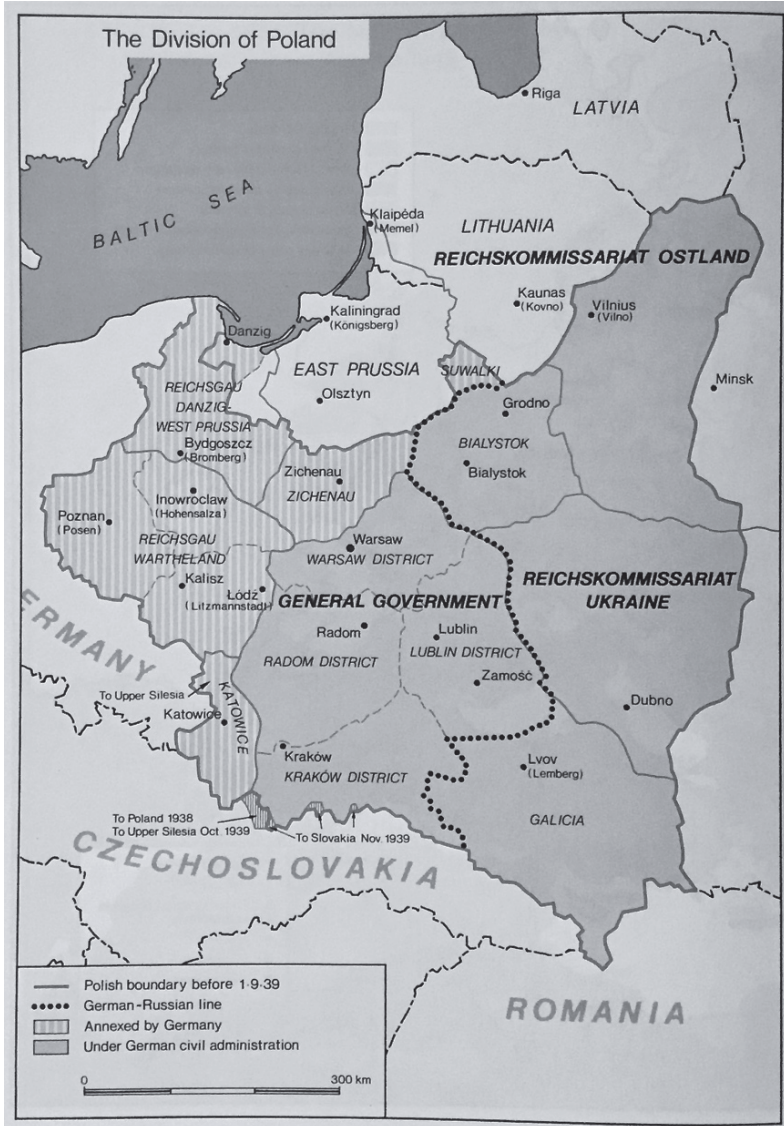 The Division of Poland
Riga
LATVIA
BALTIC SEA
Klaipėda
(Memel)
LITHUANIA
REICHSKOMMISSARIAT OSTLAND
Kaunas
(Kovno)
Vilnius
(Vilno)
Kaliningrad
(Königsberg)
Danzig
EAST PRUSSIA
SUWALKI
Minsk
REICHSGAU
DANZIG-
WEST PRUSSIA
Olsztyn
Grodno
Bydgoszcz
(Bromberg)
BIALYSTOK
Bialystok
Zichenau
ZICHENAU
Inowroclaw
(Hohensalza)
Poznan
(Posen)
REICHSGAU
WARTHELAND
Warsaw
WARSAW DISTRICT
Kalisz
Łódź
(Litzmannstadt)
GENERAL GOVERNMENT
REICHSKOMMISSARIAT
UKRAINE
ERMANY
Radom
RADOM DISTRICT
Lublin
LUBLIN DISTRICT
Zamość
To Upper Silesia
KATOWICE
Katowice
Dubno
Kraków
KRAKÓW DISTRICT
Lvov
(Lemberg)
GALICIA
To Poland 1938
To Upper Silesia Oct. 1939
To Slovakia Nov. 1939
CZECHOSLOVAKIA
ROMANIA
Polish boundary before 1·9·39
German-Russian line
Annexed by Germany
Under German civil administration
0 300 km